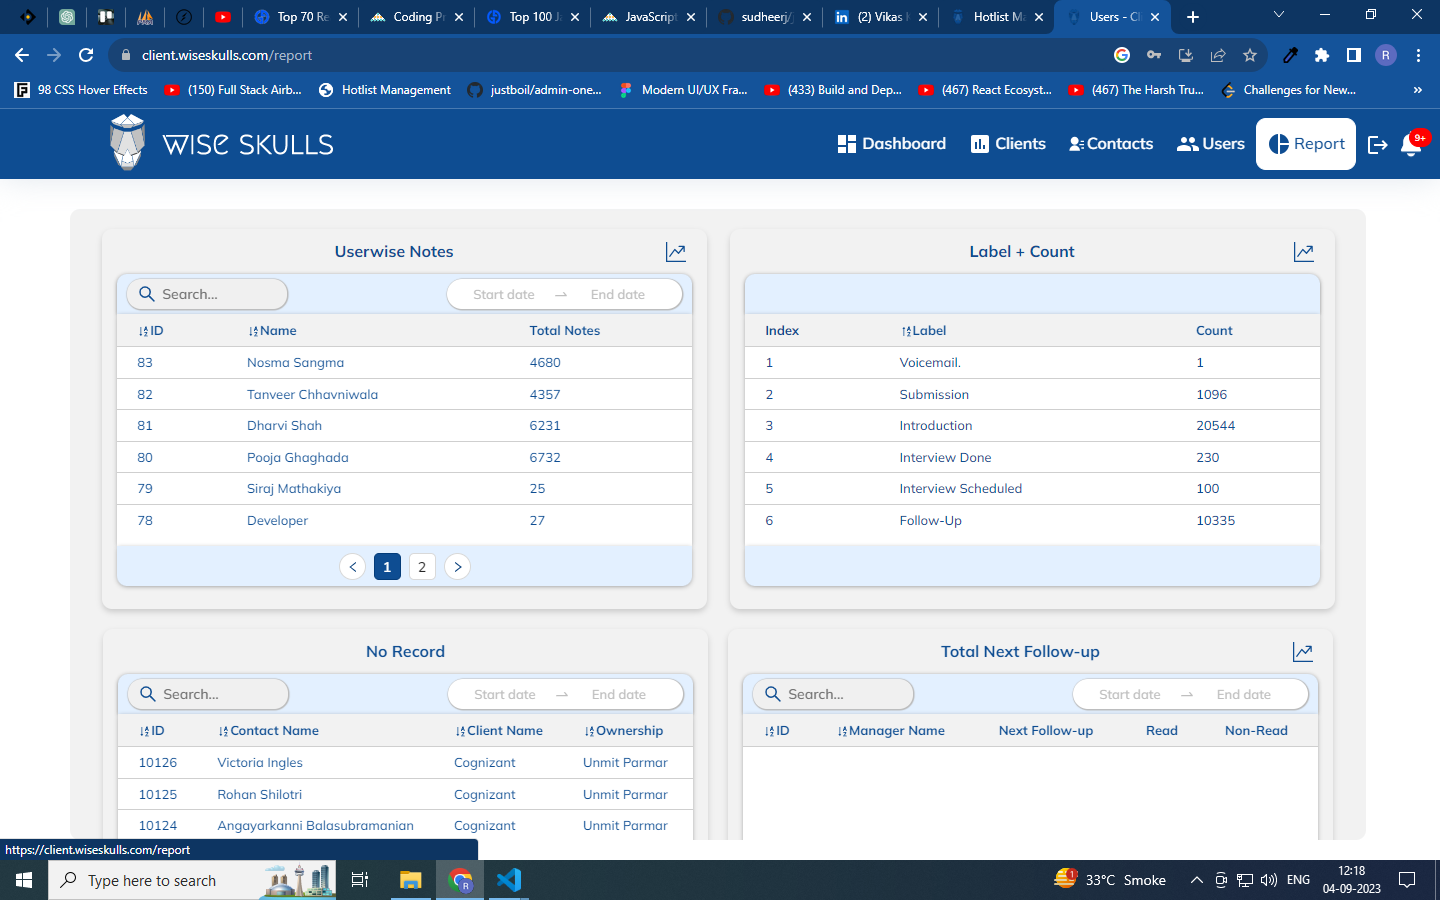 Top 70 Re
Coding Pr
Top 100 Ja
JavaScript
sudheerj/j
(2) Vikas
Hotlist Ma
Users - Cli
client.wiseskulls.com/report
R
98 CSS Hover Effects
(150) Full Stack Airb...
Hotlist Management
justboil/admin-one...
Modern UI/UX Fra...
(433) Build and Dep...
(467) React Ecosyst...
(467) The Harsh Tru...
Challenges for New...
»
WISE SKULLS
Dashboard
Clients
Contacts
Users
Report
9+
Userwise Notes
Search...
Start date → End date
ID Name Total Notes
83 Nosma Sangma 4680
82 Tanveer Chhavniwala 4357
81 Dharvi Shah 6231
80 Pooja Ghaghada 6732
79 Siraj Mathakiya 25
78 Developer 27
< 1 2 >
Label + Count
Index Label Count
1 Voicemail. 1
2 Submission 1096
3 Introduction 20544
4 Interview Done 230
5 Interview Scheduled 100
6 Follow-Up 10335
No Record
Search...
Start date → End date
ID Contact Name Client Name Ownership
10126 Victoria Ingles Cognizant Unmit Parmar
10125 Rohan Shilotri Cognizant Unmit Parmar
10124 Angayarkanni Balasubramanian Cognizant Unmit Parmar
Total Next Follow-up
Search...
Start date → End date
ID Manager Name Next Follow-up Read Non-Read
https://client.wiseskulls.com/report
Type here to search
R
1
33°C Smoke
ENG
12:18
04-09-2023